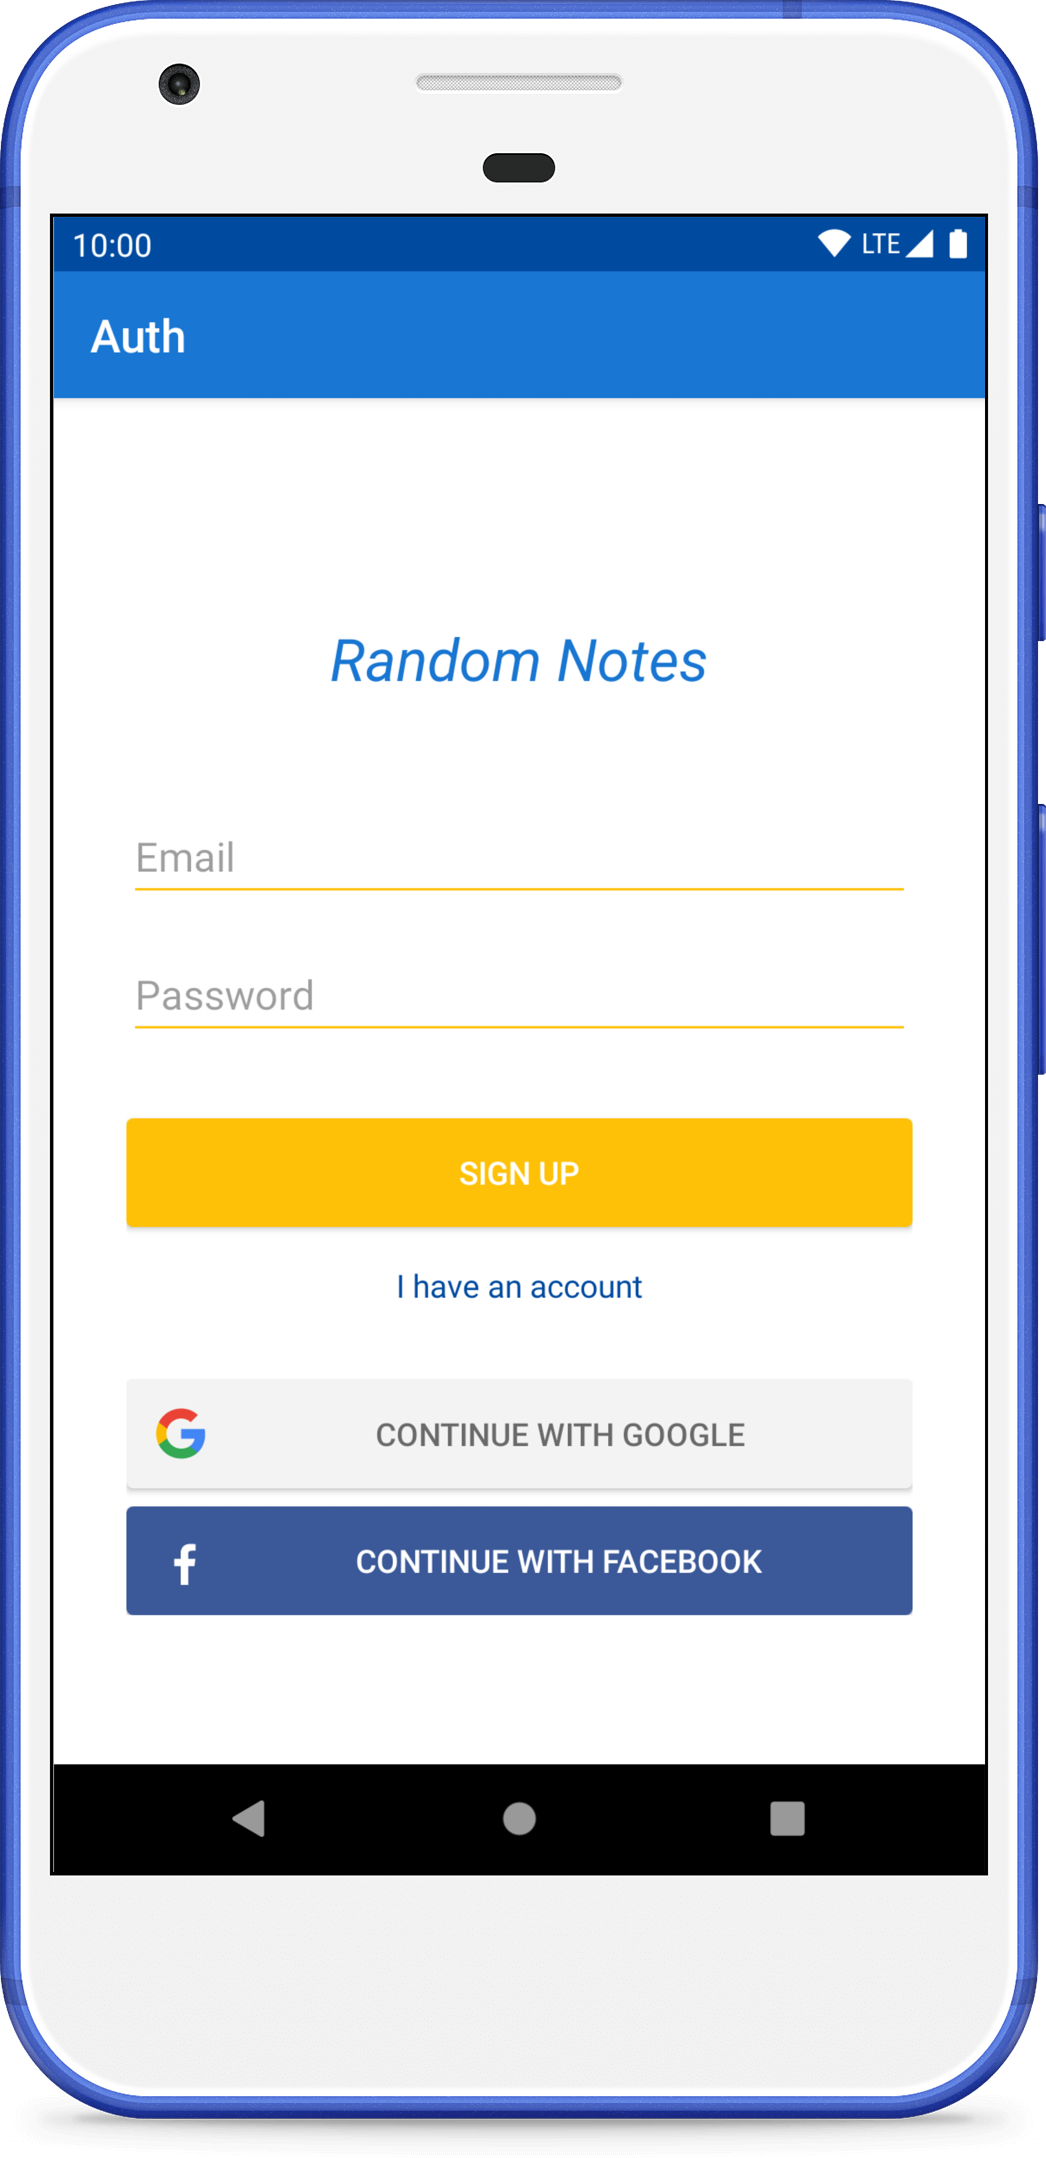 10:00 LTE
Auth
Random Notes
Email
Password
SIGN UP
I have an account
CONTINUE WITH GOOGLE
CONTINUE WITH FACEBOOK